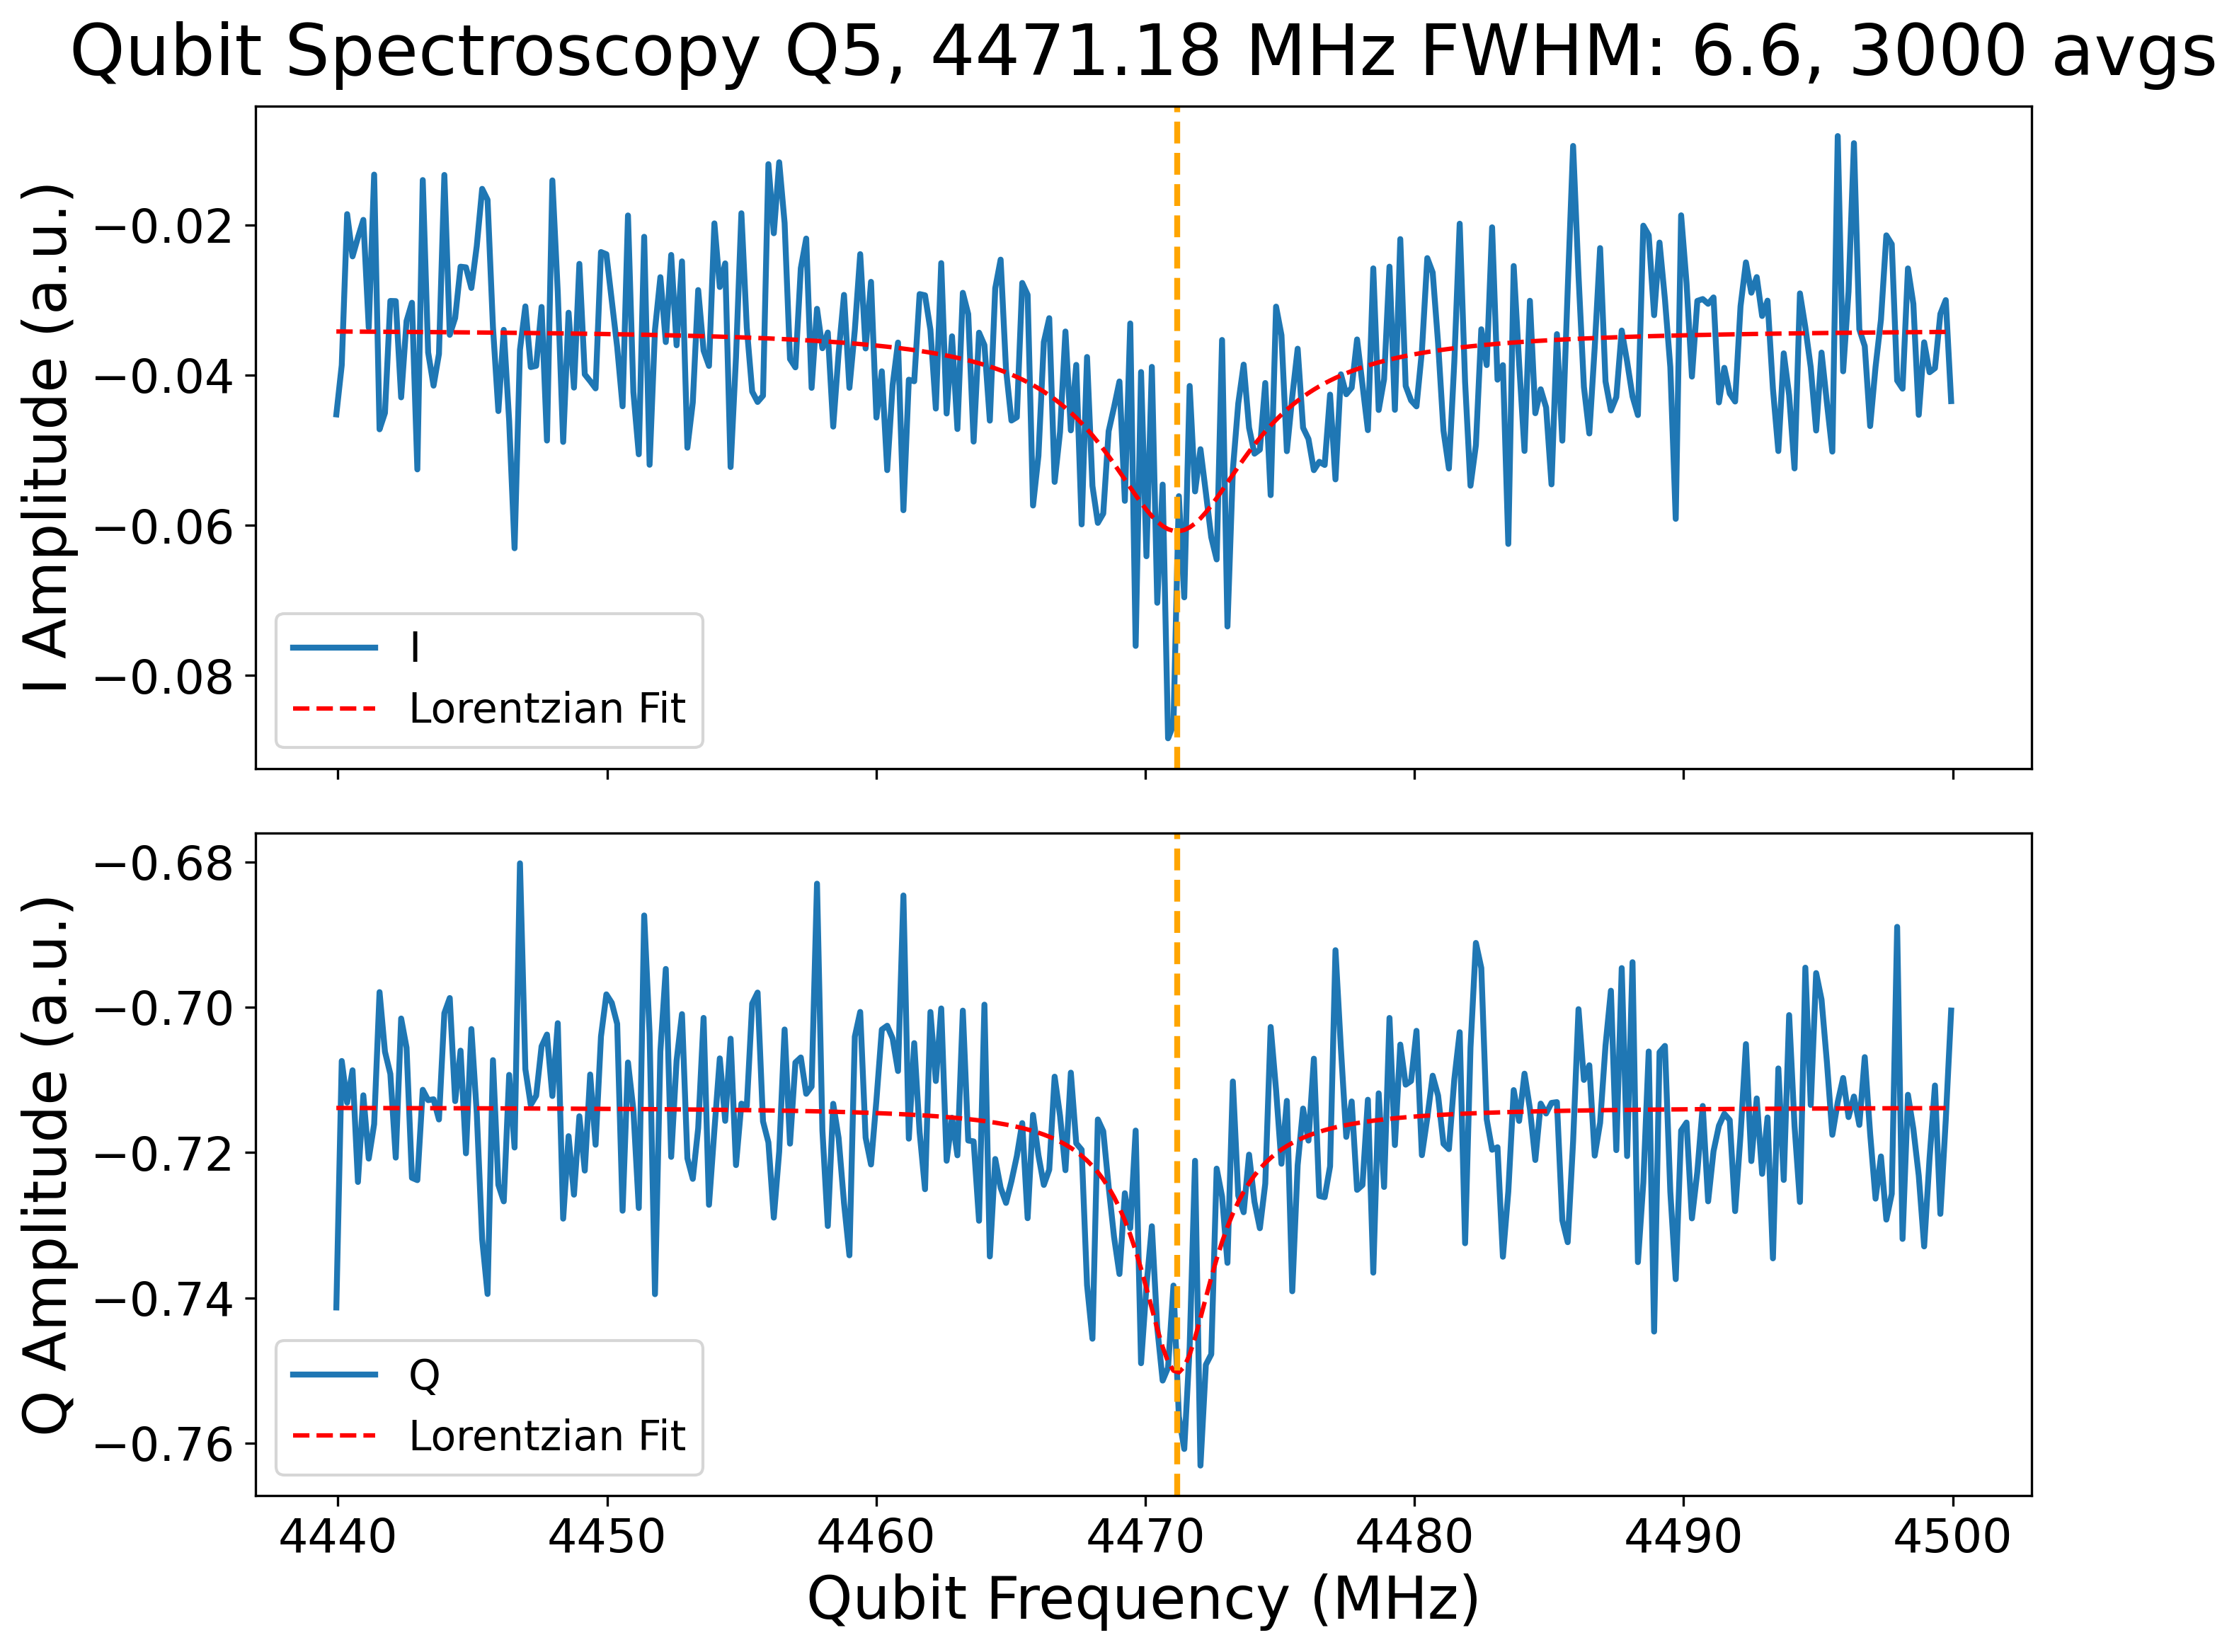 Qubit Spectroscopy Q5, 4471.18 MHz FWHM: 6.6, 3000 avgs
I Amplitude (a.u.)
−0.02
−0.04
−0.06
−0.08
I
Lorentzian Fit
Q Amplitude (a.u.)
−0.68
−0.70
−0.72
−0.74
−0.76
Q
Lorentzian Fit
4440 4450 4460 4470 4480 4490 4500
Qubit Frequency (MHz)